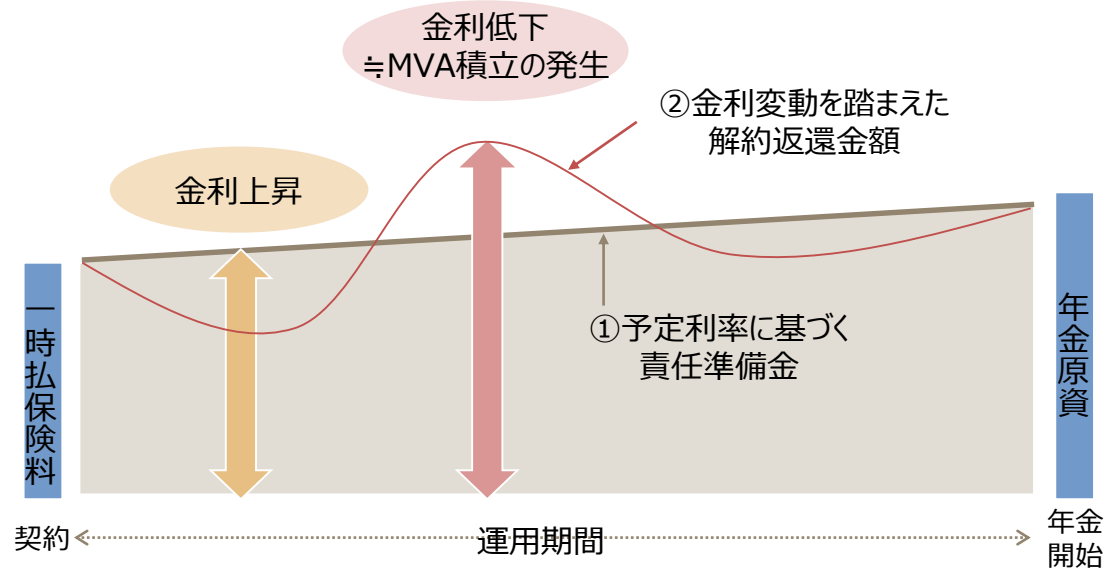 金利低下
≒MVA積立の発生
②金利変動を踏まえた
解約返還金額
金利上昇
一時払保険料
①予定利率に基づく
責任準備金
年金原資
契約
運用期間
年金
開始